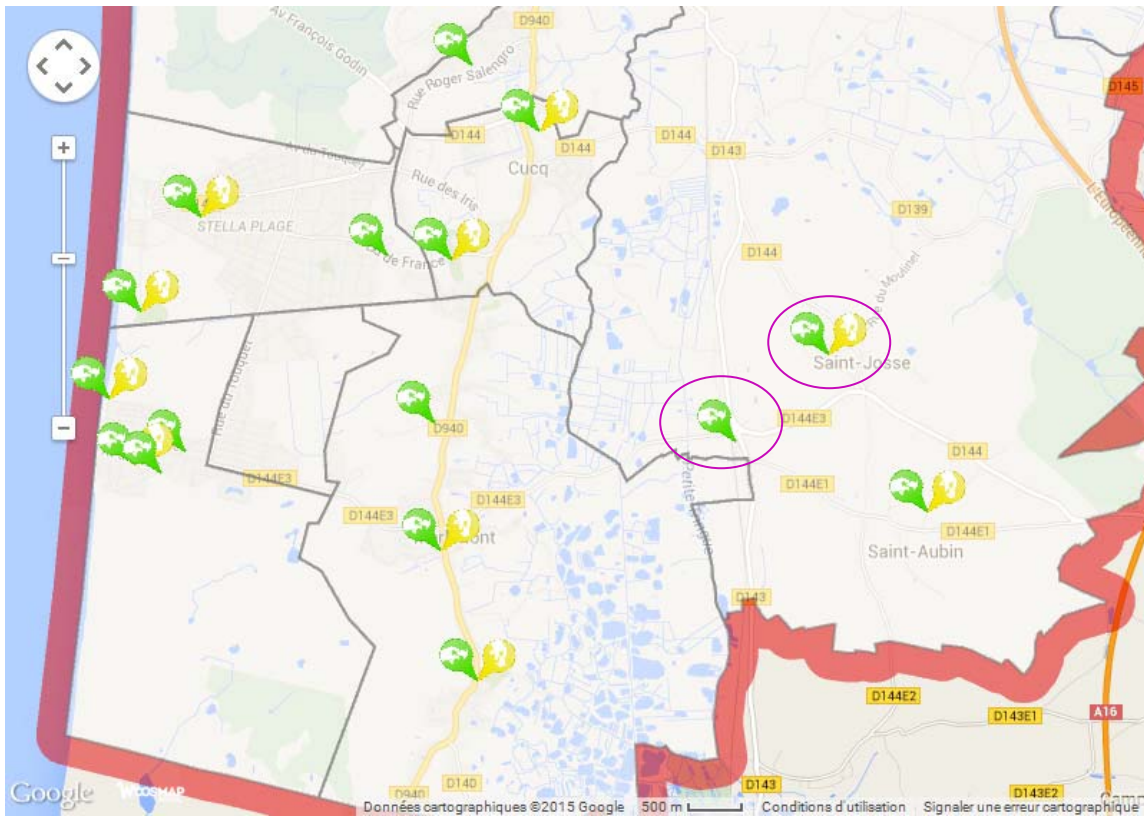 D940
Av François Godin
Rue Roger Salengro
D145
D144
D144
D144
D143
Cucq
Av du Touquet
Rue des Iris
L'Européenne
D139
STELLA PLAGE
D144
de France
Rue du Moulinel
Saint-Josse
Rue du Touquet
D940
D144E3
D144
D144E3
D144E3
D144E1
D144E3
D144E1
Saint-Aubin
D143
D144E2
D143E1
A16
D140
D143
D940
D143E2
Google
WOOSMAP
Données cartographiques ©2015 Google
500 m
Conditions d'utilisation
Signaler une erreur cartographique